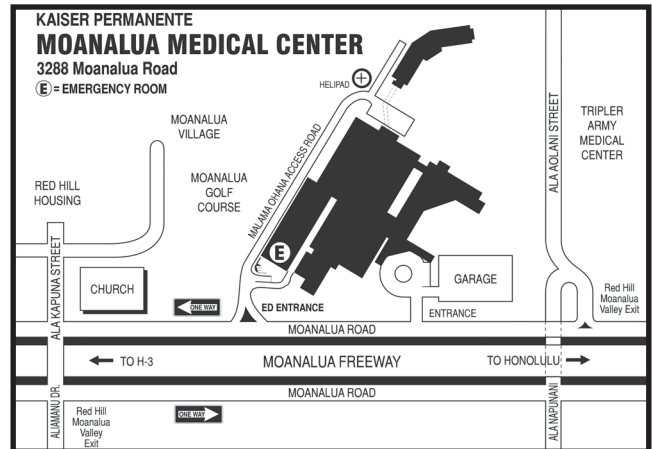 KAISER PERMANENTE
MOANALUA MEDICAL CENTER
3288 Moanalua Road
E = EMERGENCY ROOM
HELIPAD
MOANALUA
VILLAGE
MOANALUA
GOLF
COURSE
MALAMA OHANA ACCESS ROAD
ALA AOLANI STREET
TRIPLER
ARMY
MEDICAL
CENTER
RED HILL
HOUSING
ALA KAPUNA STREET
CHURCH
E
ONE WAY
ED ENTRANCE
GARAGE
ENTRANCE
Red Hill
Moanalua
Valley Exit
MOANALUA ROAD
TO H-3
MOANALUA FREEWAY
TO HONOLULU
MOANALUA ROAD
ALIAMANU DR.
Red Hill
Moanalua
Valley
Exit
ONE WAY
ALA NAPUNANI